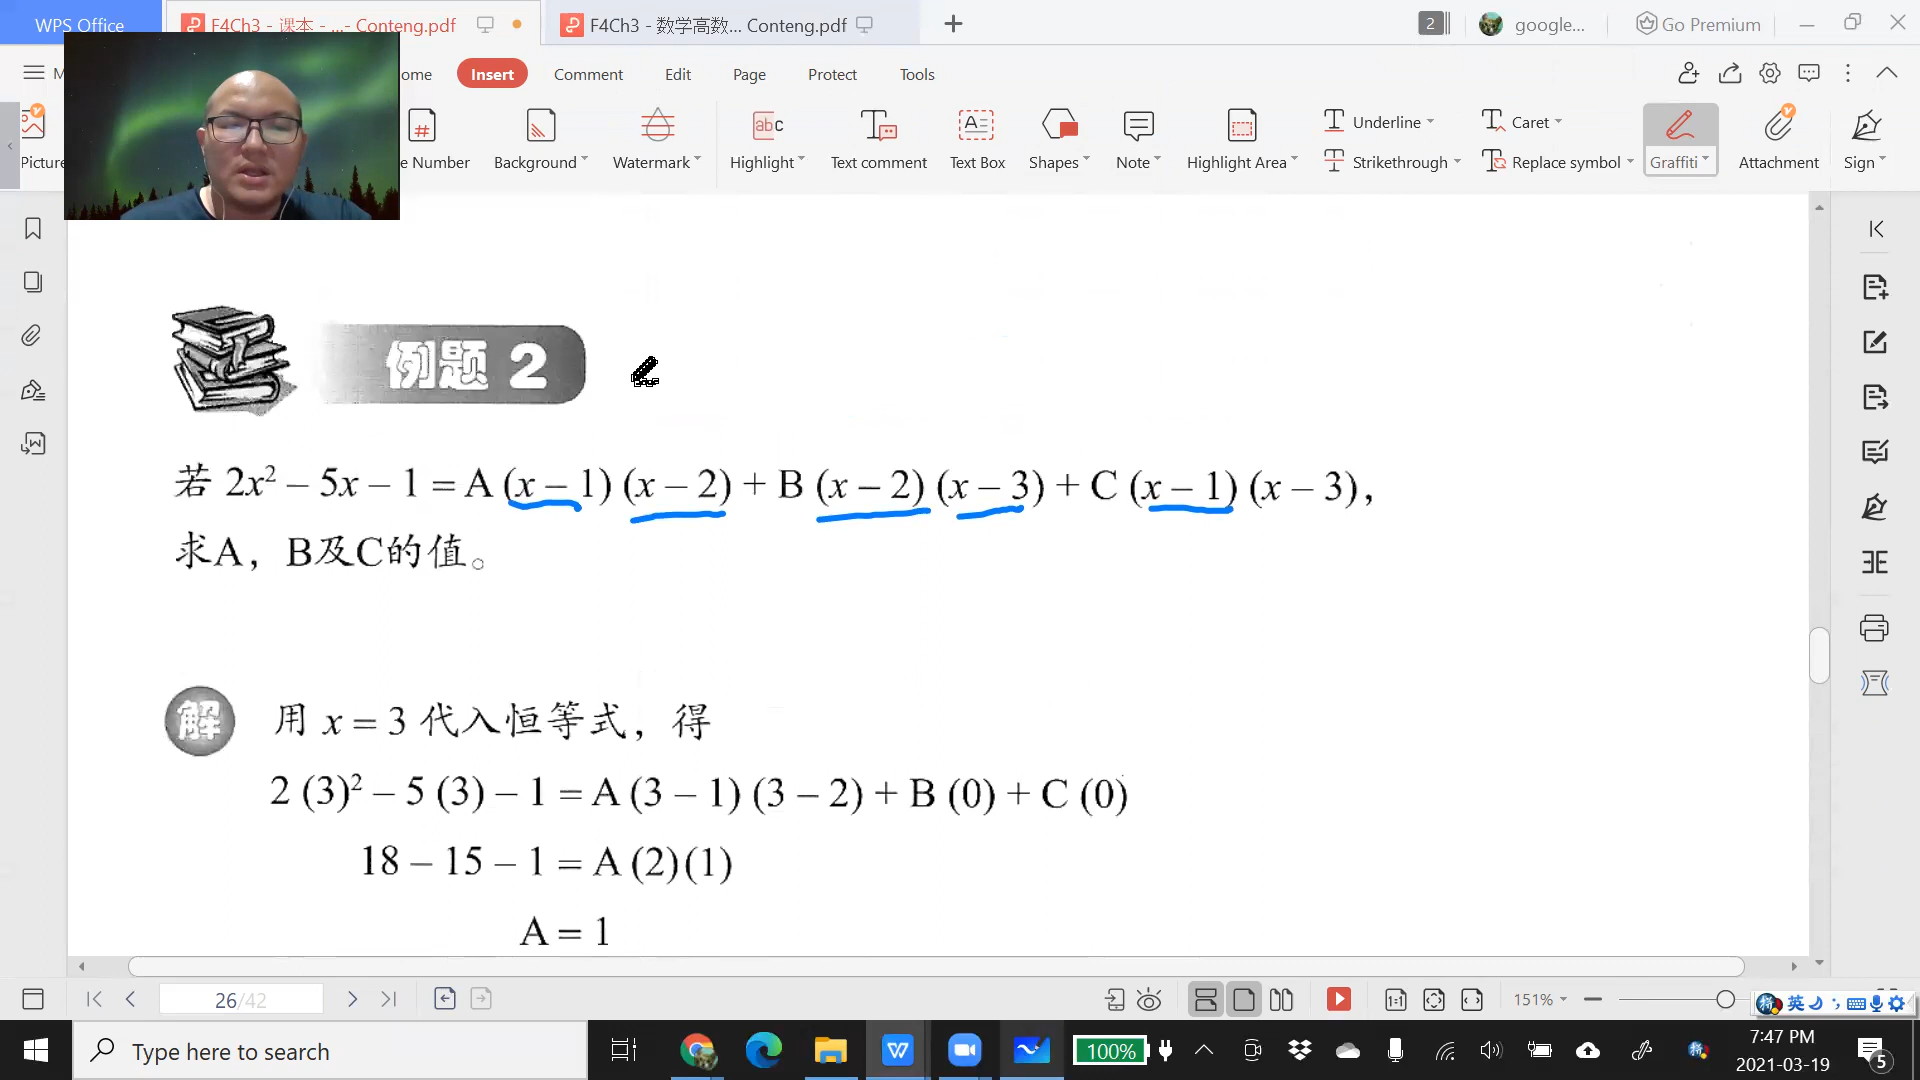 WPS Office
F4Ch3 - 课本 - ...- Conteng.pdf
F4Ch3 - 数学高数... Conteng.pdf
2
google...
Go Premium
Insert
Comment
Edit
Page
Protect
Tools
Picture
Background
Watermark
Highlight
Text comment
Text Box
Shapes
Note
Highlight Area
Underline
Strikethrough
Caret
Replace symbol
Graffiti
Attachment
Sign
例题 2
若 2x² – 5x – 1 = A (x – 1) (x – 2) + B (x – 2) (x – 3) + C (x – 1) (x – 3),
求A，B及C的值。
解 用 x = 3 代入恒等式，得
2 (3)² – 5 (3) – 1 = A (3 – 1) (3 – 2) + B (0) + C (0)
18 – 15 – 1 = A (2) (1)
A = 1
26/42
151%
英
Type here to search
100%
7:47 PM
2021-03-19
5